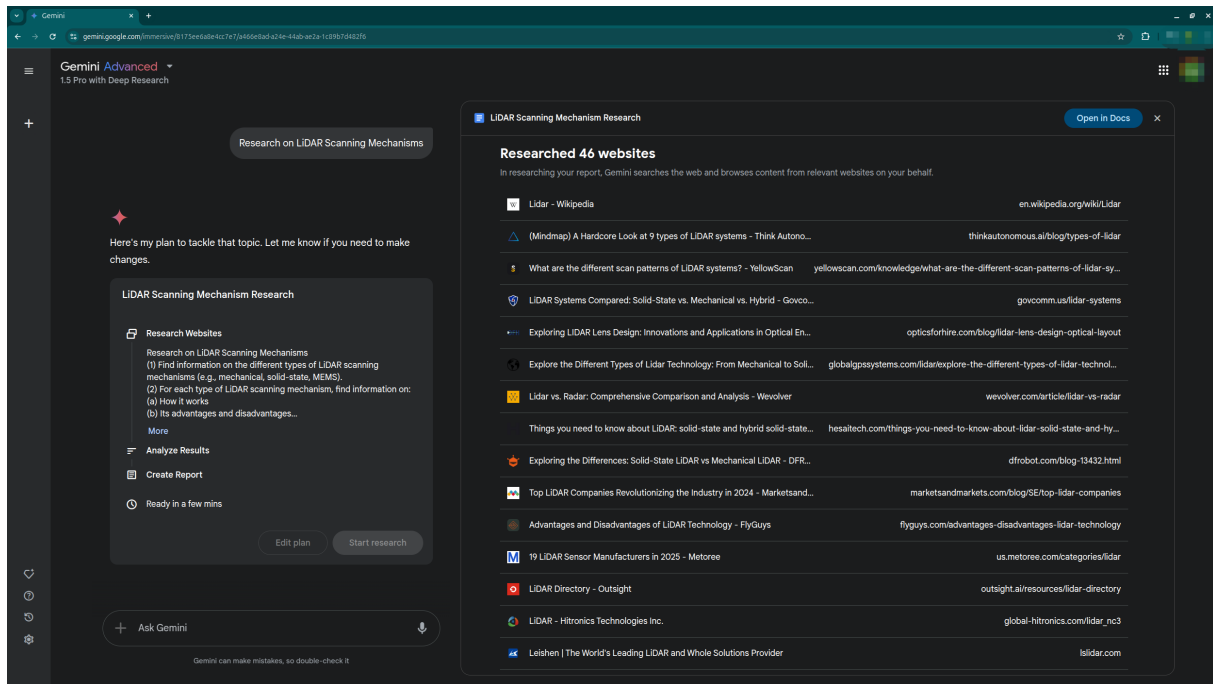 Gemini
gemini.google.com/immersive/8175ee6a8e4cc7e7/a466e8ad-a24e-44ab-ae2a-1c89b7d482f6
Gemini Advanced
1.5 Pro with Deep Research
Research on LiDAR Scanning Mechanisms
Here's my plan to tackle that topic. Let me know if you need to make
changes.
LiDAR Scanning Mechanism Research
Research Websites
Research on LiDAR Scanning Mechanisms
(1) Find information on the different types of LiDAR scanning
mechanisms (e.g., mechanical, solid-state, MEMS).
(2) For each type of LiDAR scanning mechanism, find information on:
(a) How it works
(b) Its advantages and disadvantages...
More
Analyze Results
Create Report
Ready in a few mins
Edit plan Start research
Ask Gemini
Gemini can make mistakes, so double-check it
LiDAR Scanning Mechanism Research Open in Docs
Researched 46 websites
In researching your report, Gemini searches the web and browses content from relevant websites on your behalf.
W Lidar - Wikipedia en.wikipedia.org/wiki/Lidar
(Mindmap) A Hardcore Look at 9 types of LiDAR systems - Think Autono... thinkautonomous.ai/blog/types-of-lidar
What are the different scan patterns of LiDAR systems? - YellowScan yellowscan.com/knowledge/what-are-the-different-scan-patterns-of-lidar-sy...
LiDAR Systems Compared: Solid-State vs. Mechanical vs. Hybrid - Govco... govcomm.us/lidar-systems
Exploring LIDAR Lens Design: Innovations and Applications in Optical En... opticsforhire.com/blog/lidar-lens-design-optical-layout
Explore the Different Types of Lidar Technology: From Mechanical to Soli... globalgpssystems.com/lidar/explore-the-different-types-of-lidar-technol...
Lidar vs. Radar: Comprehensive Comparison and Analysis - Wevolver wevolver.com/article/lidar-vs-radar
Things you need to know about LiDAR: solid-state and hybrid solid-state... hesaitech.com/things-you-need-to-know-about-lidar-solid-state-and-hy...
Exploring the Differences: Solid-State LiDAR vs Mechanical LiDAR - DFR... dfrobot.com/blog-13432.html
Top LiDAR Companies Revolutionizing the Industry in 2024 - Marketsand... marketsandmarkets.com/blog/SE/top-lidar-companies
Advantages and Disadvantages of LiDAR Technology - FlyGuys flyguys.com/advantages-disadvantages-lidar-technology
M 19 LiDAR Sensor Manufacturers in 2025 - Metoree us.metoree.com/categories/lidar
LiDAR Directory - Outsight outsight.ai/resources/lidar-directory
LiDAR - Hitronics Technologies Inc. global-hitronics.com/lidar_nc3
Leishen | The World's Leading LiDAR and Whole Solutions Provider lslidar.com